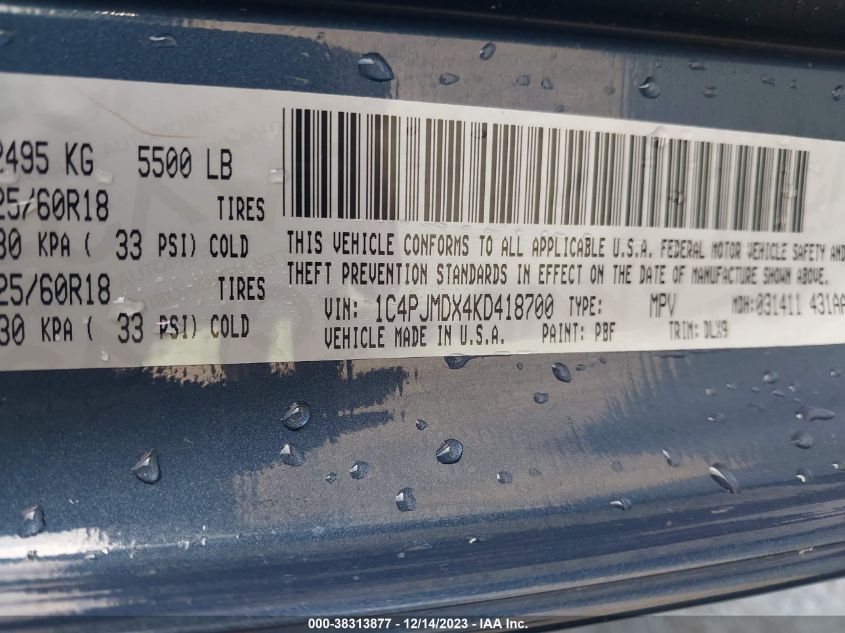 2495 KG 5500 LB
25/60R18 TIRES
30 KPA ( 33 PSI) COLD
25/60R18 TIRES
30 KPA ( 33 PSI) COLD
THIS VEHICLE CONFORMS TO ALL APPLICABLE U.S.A. FEDERAL MOTOR VEHICLE SAFETY AND
THEFT PREVENTION STANDARDS IN EFFECT ON THE DATE OF MANUFACTURE SHOWN ABOVE.
VIN: 1C4PJMDX4KD418700 TYPE: MPV MDH:031411 431AA
VEHICLE MADE IN U.S.A. PAINT: PBF TRIM: DLX9
000-38313877 - 12/14/2023 - IAA Inc.